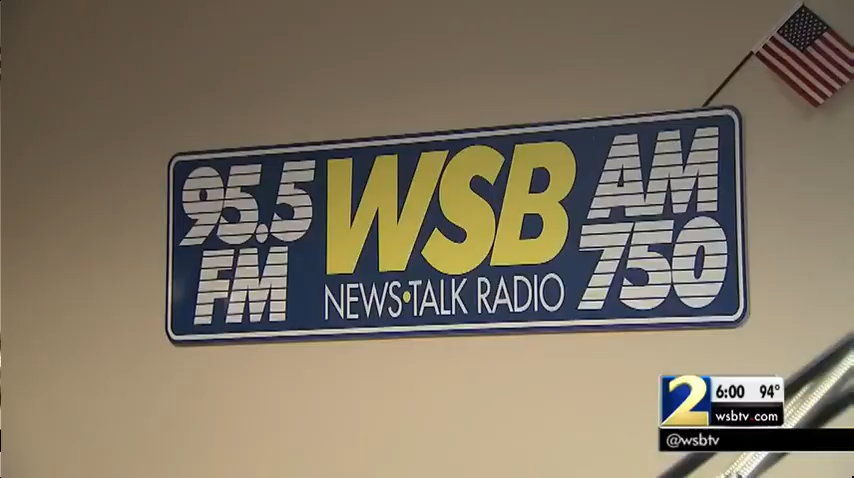 95.5
FM
WSB
NEWS•TALK RADIO
AM
750
2
6:00 94°
wsbtv.com
@wsbtv